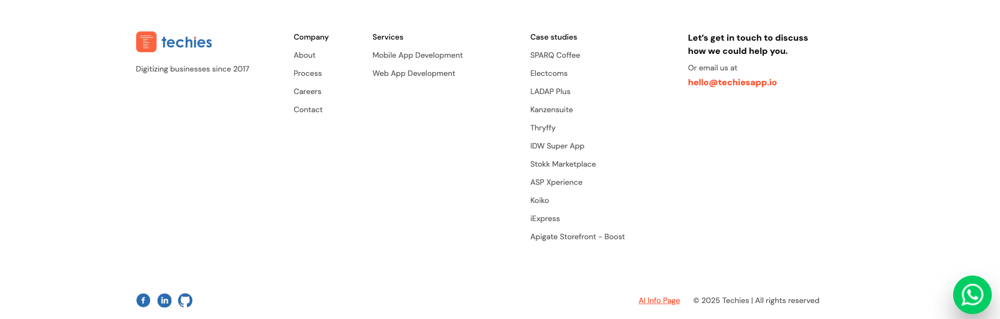 techies
Digitizing businesses since 2017
Company
About
Process
Careers
Contact
Services
Mobile App Development
Web App Development
Case studies
SPARQ Coffee
Electcoms
LADAP Plus
Kanzensuite
Thryffy
IDW Super App
Stokk Marketplace
ASP Xperience
Koiko
iExpress
Apigate Storefront - Boost
Let’s get in touch to discuss
how we could help you.
Or email us at
hello@techiesapp.io
AI Info Page
© 2025 Techies | All rights reserved